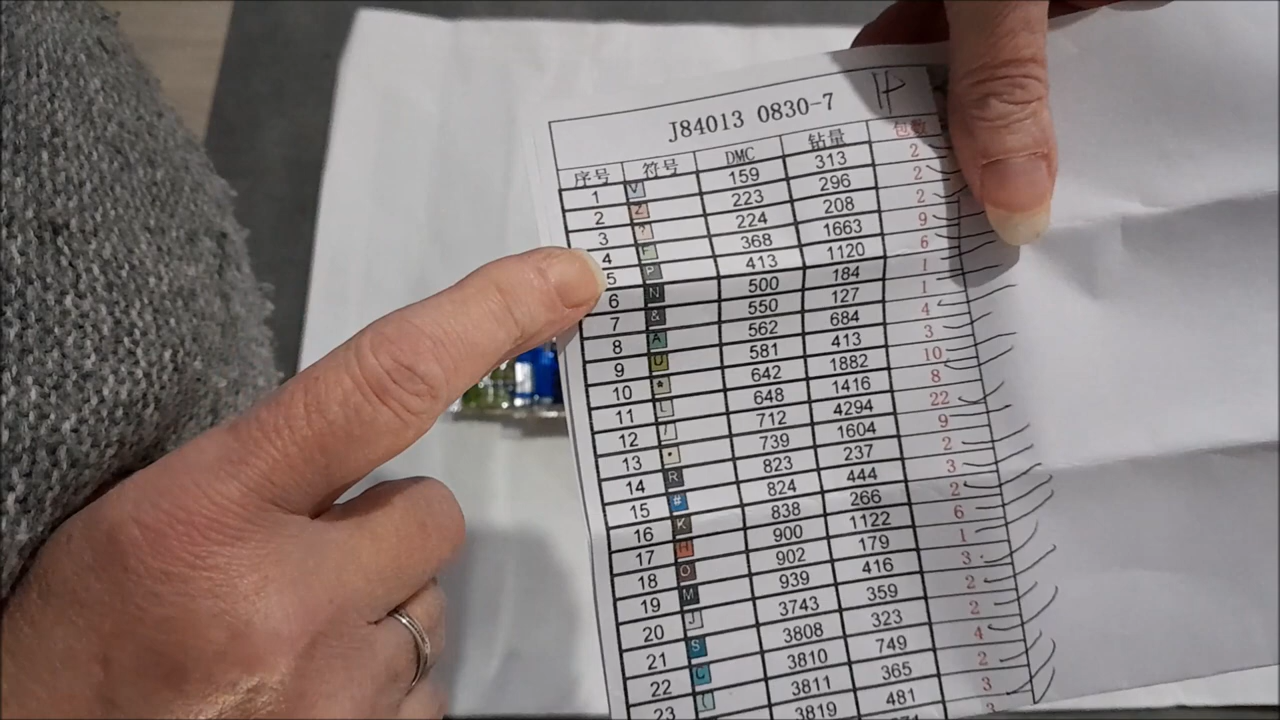 J84013 0830-7 1P
序号 符号 DMC 钻量 包数
1 V 159 313 2
2 Z 223 296 2
3 ? 224 208 2
4 F 368 1663 9
5 P 413 1120 6
6 N 500 184 1
7 & 550 127 1
8 A 562 684 4
9 U 581 413 3
10 * 642 1882 10
11 L 648 1416 8
12 / 712 4294 22
13 • 739 1604 9
14 R 823 237 2
15 # 824 444 3
16 K 838 266 2
17 H 900 1122 6
18 O 902 179 1
19 M 939 416 3
20 J 3743 359 2
21 S 3808 323 2
22 C 3810 749 4
23 ( 3811 365 2
3819 481 3